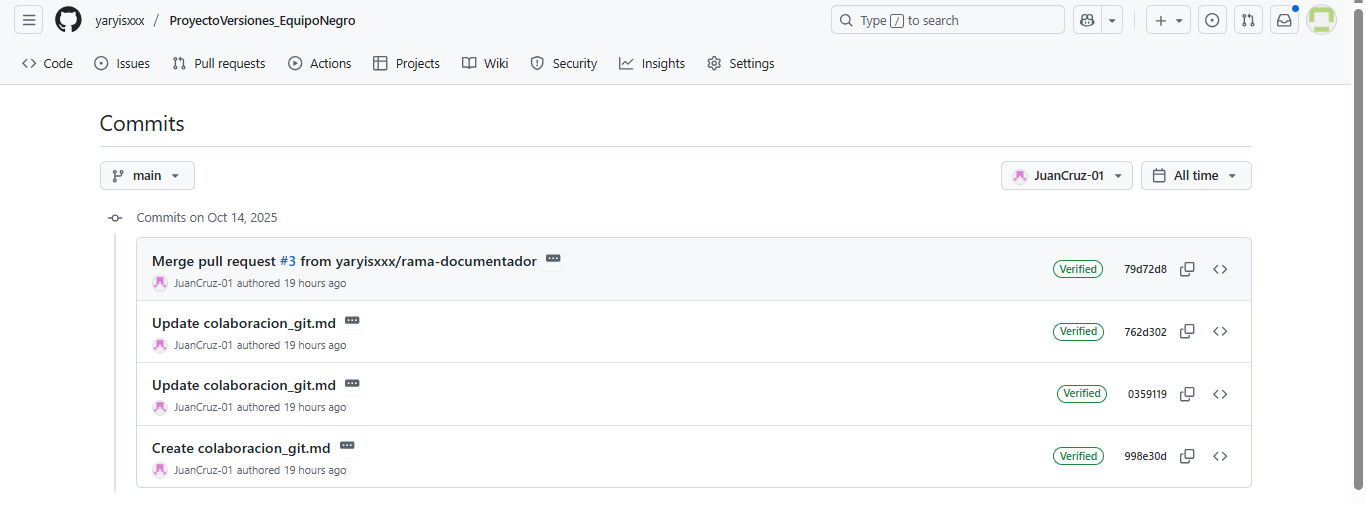 yaryisxxx / ProyectoVersiones_EquipoNegro
Type / to search
Code Issues Pull requests Actions Projects Wiki Security Insights Settings
Commits
main
JuanCruz-01
All time
Commits on Oct 14, 2025
Merge pull request #3 from yaryisxxx/rama-documentador
JuanCruz-01 authored 19 hours ago
Verified 79d72d8
Update colaboracion_git.md
JuanCruz-01 authored 19 hours ago
Verified 762d302
Update colaboracion_git.md
JuanCruz-01 authored 19 hours ago
Verified 0359119
Create colaboracion_git.md
JuanCruz-01 authored 19 hours ago
Verified 998e30d